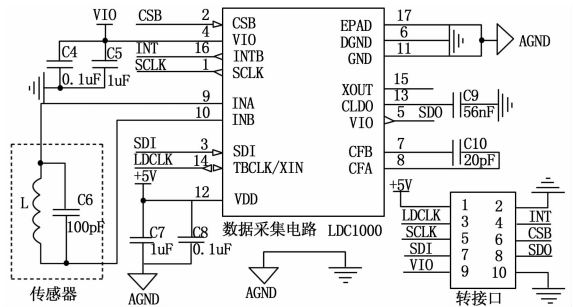 VIO CSB 2 CSB EPAD 17
4 VIO DGND 6
INT 16 INTB GND 11 AGND
C4 C5 SCLK 1 SCLK
0.1uF 1uF XOUT 15
9 INA CLDO 13 C9
VIO 5 SDO 56nF
10 INB
SDI 3 SDI CFB 7 C10
LDCLK 14 TBCLK/XIN CFA 8 20pF
+5V +5V
L C6 12 VDD 1 2
100pF LDCLK 3 4 INT
C7 C8 数据采集电路 LDC1000 SCLK 5 6 CSB
1uF 0.1uF SDI 7 8 SDO
VIO 9 10
传感器 AGND AGND 转接口